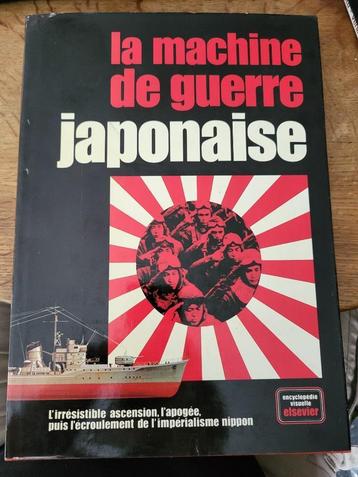 la machine
de guerre
japonaise
L'irrésistible ascension, l'apogée,
puis l'écroulement de l'impérialisme nippon
encyclopédie
visuelle
elsevier